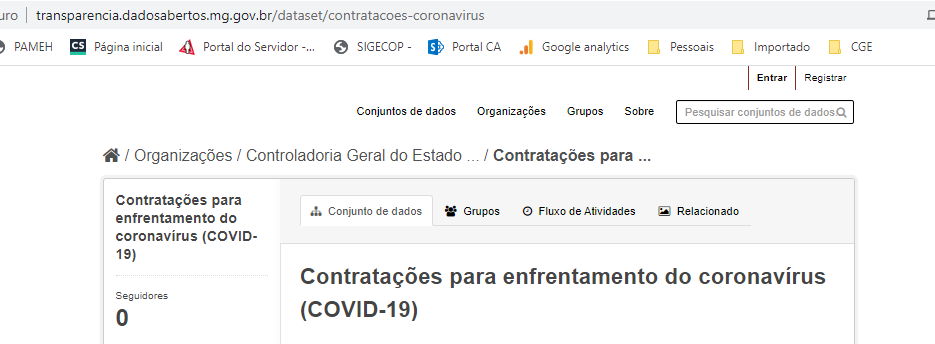 uro transparencia.dadosabertos.mg.gov.br/dataset/contratacoes-coronavirus
PAMEH CS Página inicial Portal do Servidor -... SIGECOP - Portal CA Google analytics Pessoais Importado CGE
Entrar Registrar
Conjuntos de dados Organizações Grupos Sobre Pesquisar conjuntos de dados
/ Organizações / Controladoria Geral do Estado ... / Contratações para ...
Contratações para
enfrentamento do
coronavírus (COVID-
19)
Seguidores
0
Conjunto de dados Grupos Fluxo de Atividades Relacionado
Contratações para enfrentamento do coronavírus
(COVID-19)